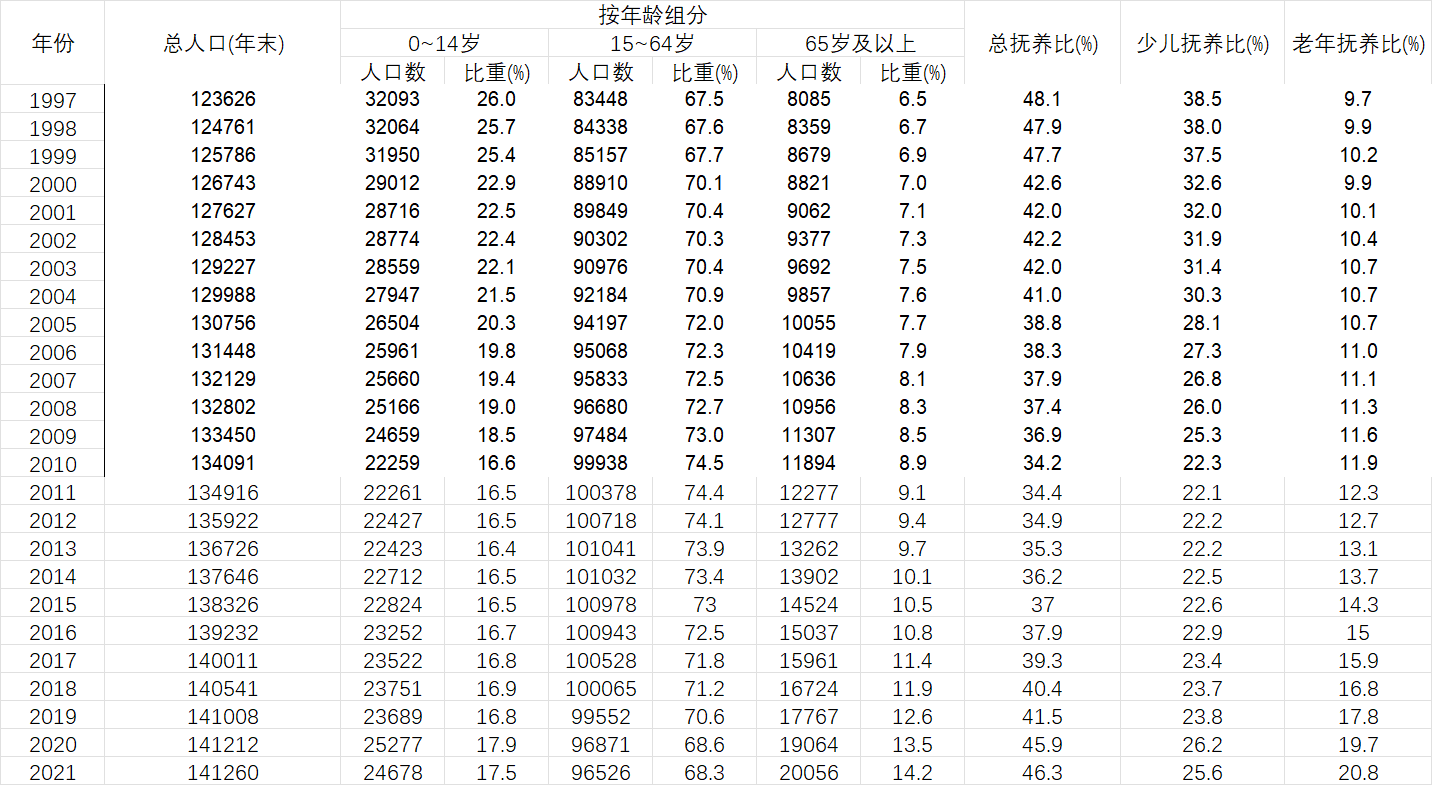 按年龄组分
年份 总人口(年末) 0~14岁 15~64岁 65岁及以上 总抚养比(%) 少儿抚养比(%) 老年抚养比(%)
人口数 比重(%) 人口数 比重(%) 人口数 比重(%)
1997 123626 32093 26.0 83448 67.5 8085 6.5 48.1 38.5 9.7
1998 124761 32064 25.7 84338 67.6 8359 6.7 47.9 38.0 9.9
1999 125786 31950 25.4 85157 67.7 8679 6.9 47.7 37.5 10.2
2000 126743 29012 22.9 88910 70.1 8821 7.0 42.6 32.6 9.9
2001 127627 28716 22.5 89849 70.4 9062 7.1 42.0 32.0 10.1
2002 128453 28774 22.4 90302 70.3 9377 7.3 42.2 31.9 10.4
2003 129227 28559 22.1 90976 70.4 9692 7.5 42.0 31.4 10.7
2004 129988 27947 21.5 92184 70.9 9857 7.6 41.0 30.3 10.7
2005 130756 26504 20.3 94197 72.0 10055 7.7 38.8 28.1 10.7
2006 131448 25961 19.8 95068 72.3 10419 7.9 38.3 27.3 11.0
2007 132129 25660 19.4 95833 72.5 10636 8.1 37.9 26.8 11.1
2008 132802 25166 19.0 96680 72.7 10956 8.3 37.4 26.0 11.3
2009 133450 24659 18.5 97484 73.0 11307 8.5 36.9 25.3 11.6
2010 134091 22259 16.6 99938 74.5 11894 8.9 34.2 22.3 11.9
2011 134916 22261 16.5 100378 74.4 12277 9.1 34.4 22.1 12.3
2012 135922 22427 16.5 100718 74.1 12777 9.4 34.9 22.2 12.7
2013 136726 22423 16.4 101041 73.9 13262 9.7 35.3 22.2 13.1
2014 137646 22712 16.5 101032 73.4 13902 10.1 36.2 22.5 13.7
2015 138326 22824 16.5 100978 73 14524 10.5 37 22.6 14.3
2016 139232 23252 16.7 100943 72.5 15037 10.8 37.9 22.9 15
2017 140011 23522 16.8 100528 71.8 15961 11.4 39.3 23.4 15.9
2018 140541 23751 16.9 100065 71.2 16724 11.9 40.4 23.7 16.8
2019 141008 23689 16.8 99552 70.6 17767 12.6 41.5 23.8 17.8
2020 141212 25277 17.9 96871 68.6 19064 13.5 45.9 26.2 19.7
2021 141260 24678 17.5 96526 68.3 20056 14.2 46.3 25.6 20.8